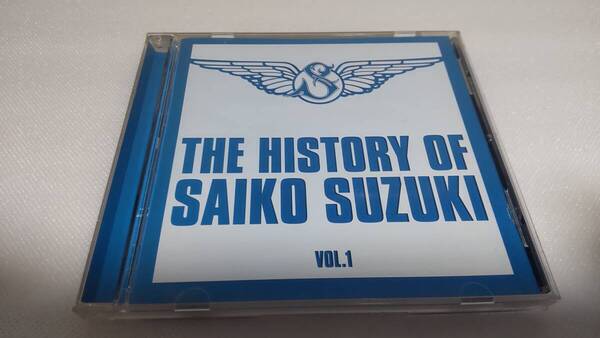 S
THE HISTORY OF
SAIKO SUZUKI
VOL.1